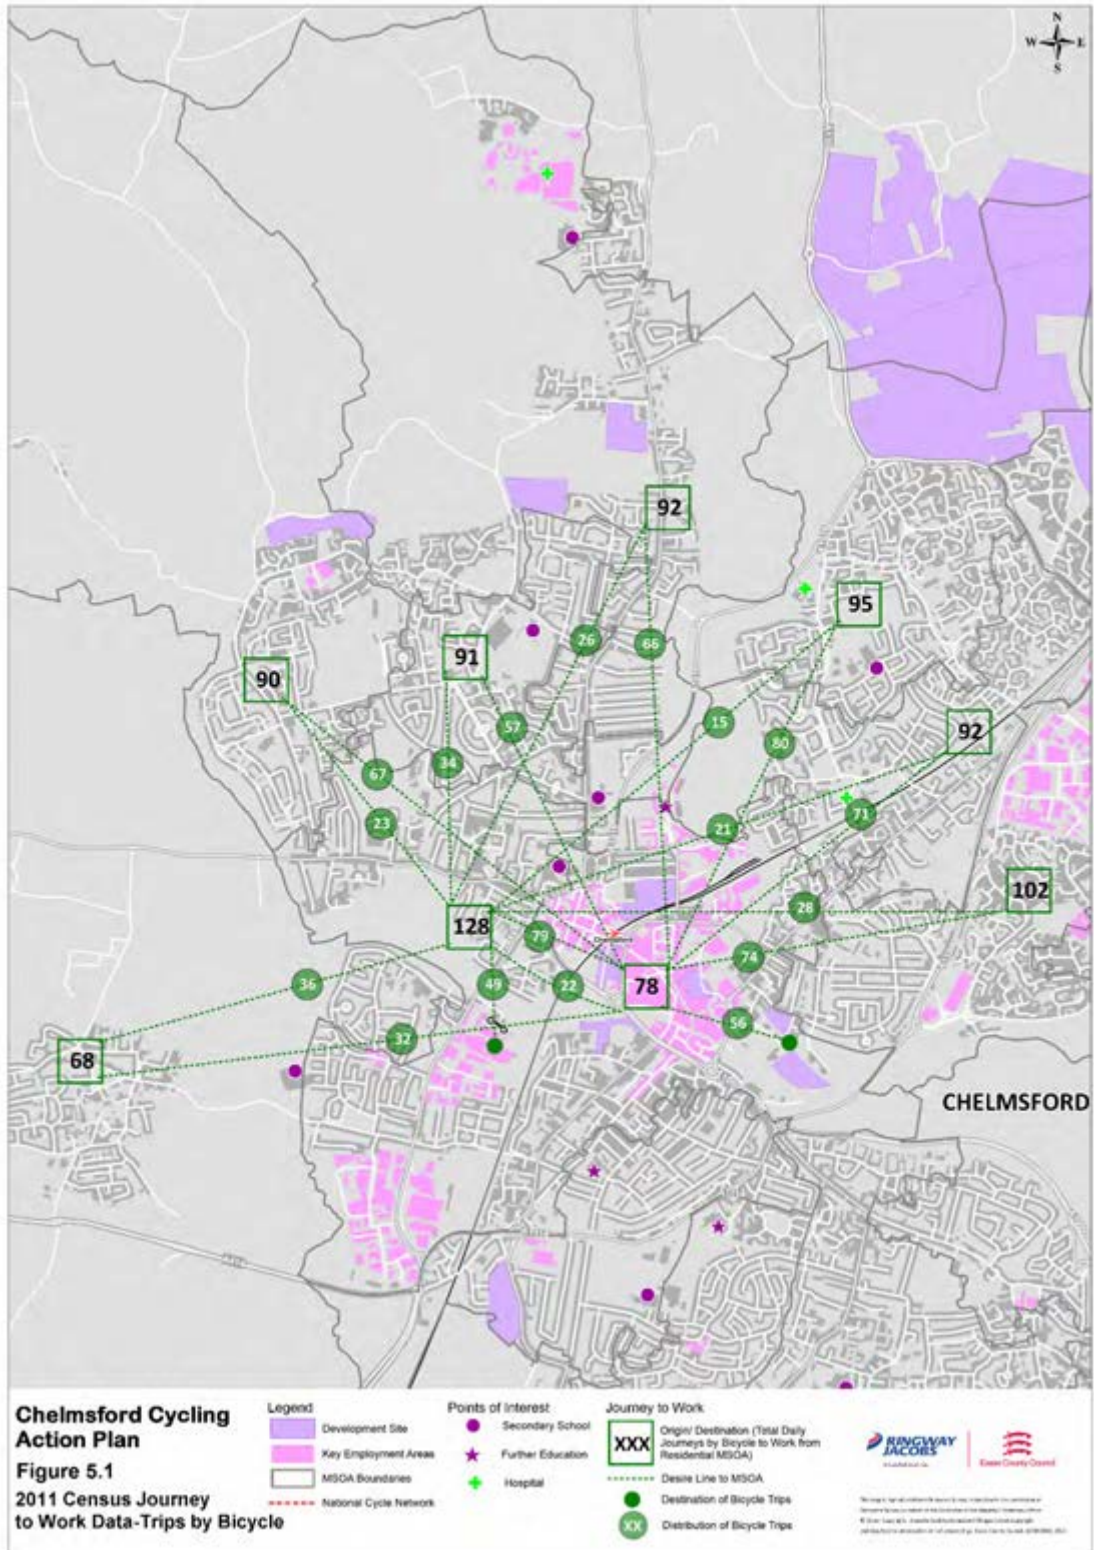 N
W E
S
92
95
26
66
91
90
92
57
15
80
34
67
71
21
23
102
28
128
79
74
78
36
49
22
56
32
68
CHELMSFORD
Chelmsford Cycling
Action Plan
Figure 5.1
2011 Census Journey
to Work Data-Trips by Bicycle
Legend
Development Site
Key Employment Areas
MSOA Boundaries
National Cycle Network
Points of Interest
Secondary School
Further Education
Hospital
Journey to Work
XXX
Origin/ Destination (Total Daily
Journeys by Bicycle to Work from
Residential MSOA)
Desire Line to MSOA
Destination of Bicycle Trips
XX
Distribution of Bicycle Trips
RINGWAY
JACOBS
Essex County Council